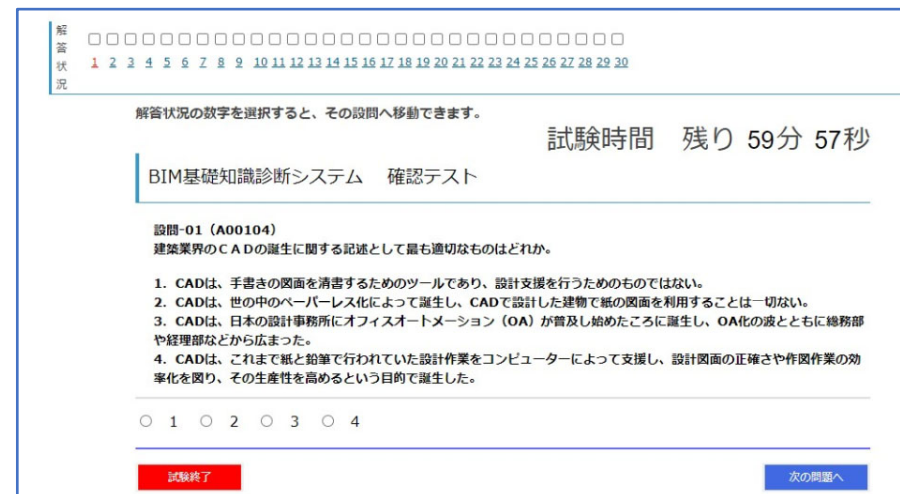 解答状況
1 2 3 4 5 6 7 8 9 10 11 12 13 14 15 16 17 18 19 20 21 22 23 24 25 26 27 28 29 30
解答状況の数字を選択すると、その設問へ移動できます。
試験時間 残り 59分 57秒
BIM基礎知識診断システム 確認テスト
設問-01（A00104）
建築業界のＣＡＤの誕生に関する記述として最も適切なものはどれか。
1. CADは、手書きの図面を清書するためのツールであり、設計支援を行うためのものではない。
2. CADは、世の中のペーパーレス化によって誕生し、CADで設計した建物で紙の図面を利用することは一切ない。
3. CADは、日本の設計事務所にオフィスオートメーション（OA）が普及し始めたころに誕生し、OA化の波とともに総務部
や経理部などから広まった。
4. CADは、これまで紙と鉛筆で行われていた設計作業をコンピューターによって支援し、設計図面の正確さや作図作業の効
率化を図り、その生産性を高めるという目的で誕生した。
1 2 3 4
試験終了
次の問題へ